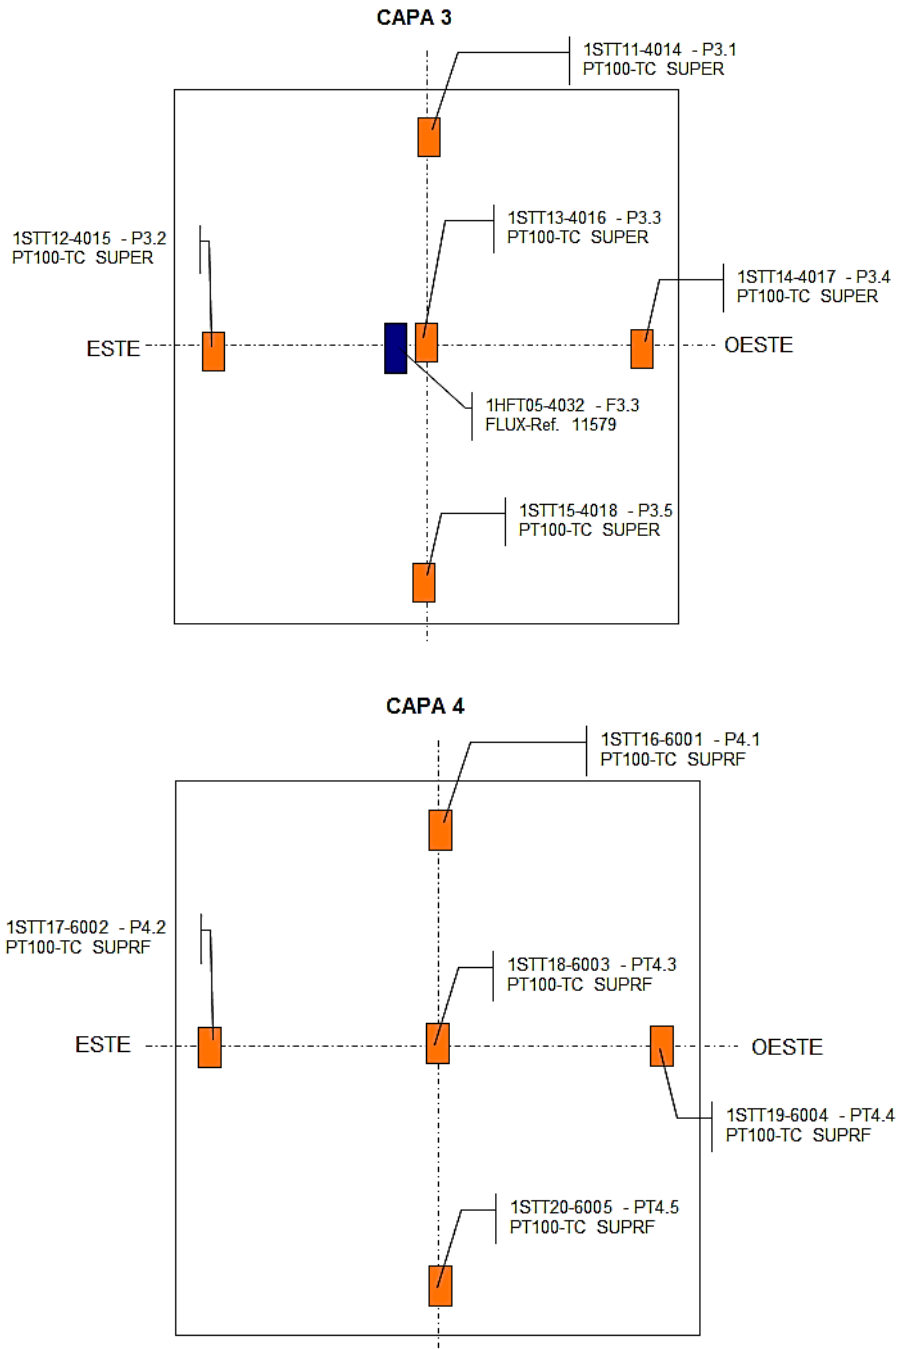 CAPA 3
1STT11-4014 - P3.1
PT100-TC SUPER
1STT13-4016 - P3.3
PT100-TC SUPER
1STT12-4015 - P3.2
PT100-TC SUPER
1STT14-4017 - P3.4
PT100-TC SUPER
ESTE
OESTE
1HFT05-4032 - F3.3
FLUX-Ref. 11579
1STT15-4018 - P3.5
PT100-TC SUPER
CAPA 4
1STT16-6001 - P4.1
PT100-TC SUPRF
1STT17-6002 - P4.2
PT100-TC SUPRF
1STT18-6003 - PT4.3
PT100-TC SUPRF
ESTE
OESTE
1STT19-6004 - PT4.4
PT100-TC SUPRF
1STT20-6005 - PT4.5
PT100-TC SUPRF